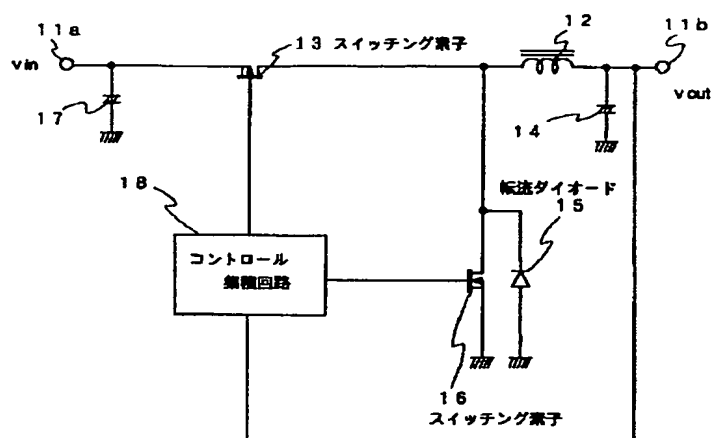 11a
vin
17
13 スイッチング素子
12
11b
vout
14
18
コントロール
集積回路
転流ダイオード
15
16
スイッチング素子